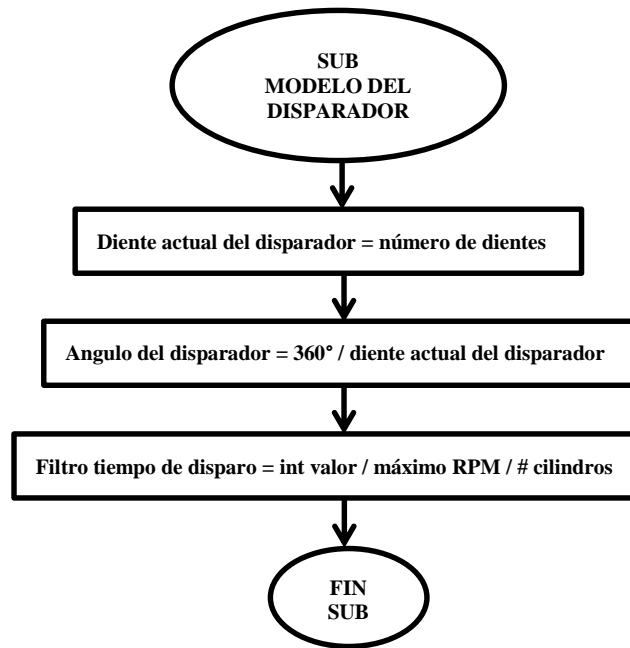 SUB
MODELO DEL
DISPARADOR
Diente actual del disparador = número de dientes
Angulo del disparador = 360° / diente actual del disparador
Filtro tiempo de disparo = int valor / máximo RPM / # cilindros
FIN
SUB